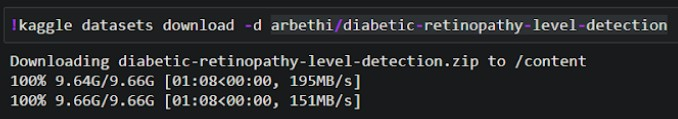 !kaggle datasets download -d arbethi/diabetic-retinopathy-level-detection
Downloading diabetic-retinopathy-level-detection.zip to /content
100% 9.64G/9.66G [01:08<00:00, 195MB/s]
100% 9.66G/9.66G [01:08<00:00, 151MB/s]